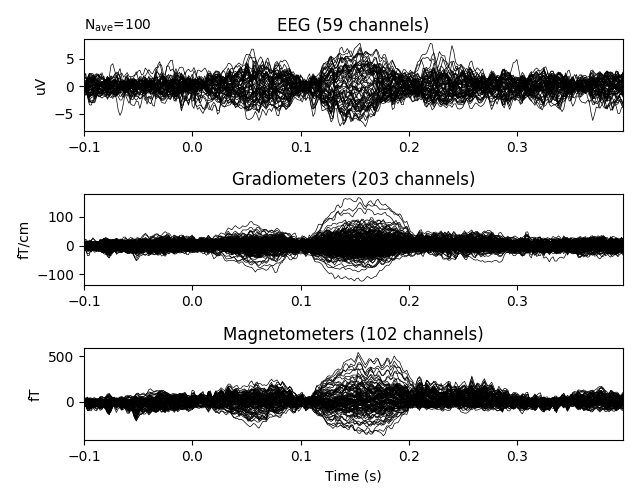 Nave=100
EEG (59 channels)
5
0
−5
uV
−0.1 0.0 0.1 0.2 0.3
Gradiometers (203 channels)
100
0
−100
fT/cm
−0.1 0.0 0.1 0.2 0.3
Magnetometers (102 channels)
500
0
fT
−0.1 0.0 0.1 0.2 0.3
Time (s)